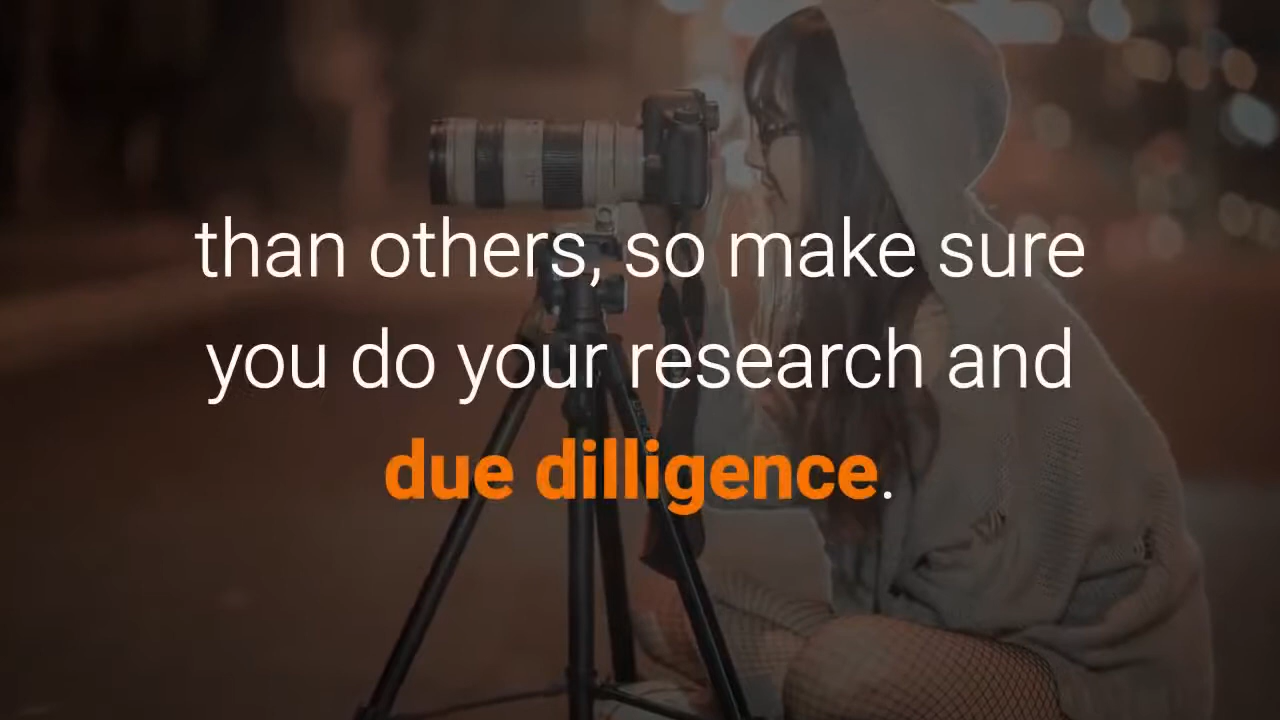 than others, so make sure
you do your research and
due dilligence.